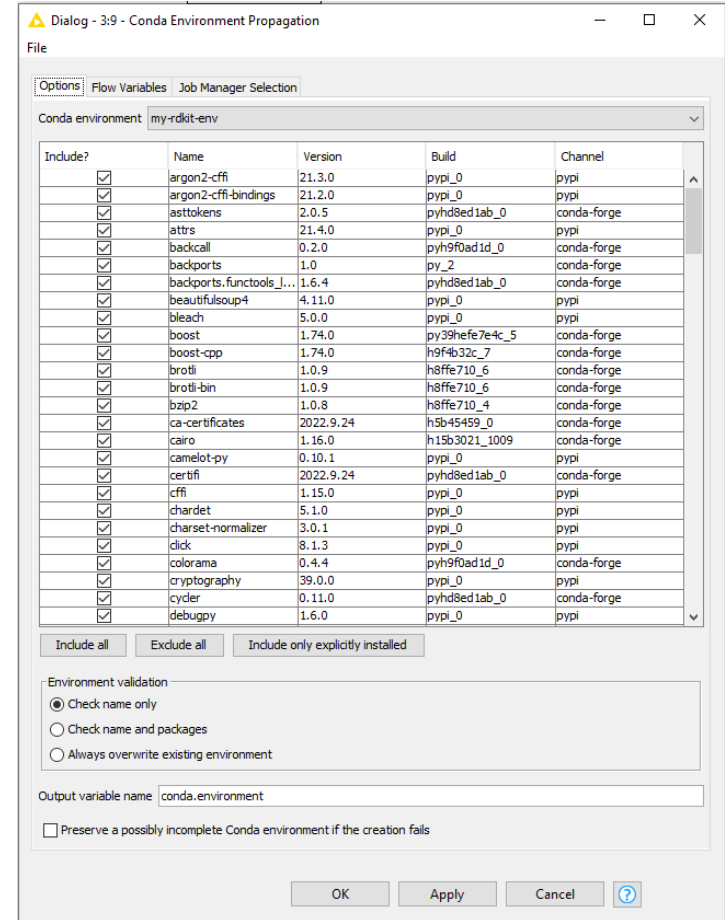 Dialog - 3:9 - Conda Environment Propagation
File
Options Flow Variables Job Manager Selection
Conda environment my-rdkit-env
Include? Name Version Build Channel
argon2-cffi 21.3.0 pypi_0 pypi
argon2-cffi-bindings 21.2.0 pypi_0 pypi
asttokens 2.0.5 pyhd8ed1ab_0 conda-forge
attrs 21.4.0 pypi_0 pypi
backcall 0.2.0 pyh9f0ad1d_0 conda-forge
backports 1.0 py_2 conda-forge
backports.functools_l... 1.6.4 pyhd8ed1ab_0 conda-forge
beautifulsoup4 4.11.0 pypi_0 pypi
bleach 5.0.0 pypi_0 pypi
boost 1.74.0 py39hefe7e4c_5 conda-forge
boost-cpp 1.74.0 h9f4b32c_7 conda-forge
brotli 1.0.9 h8ffe710_6 conda-forge
brotli-bin 1.0.9 h8ffe710_6 conda-forge
bzip2 1.0.8 h8ffe710_4 conda-forge
ca-certificates 2022.9.24 h5b45459_0 conda-forge
cairo 1.16.0 h15b3021_1009 conda-forge
camelot-py 0.10.1 pypi_0 pypi
certifi 2022.9.24 pyhd8ed1ab_0 conda-forge
cffi 1.15.0 pypi_0 pypi
chardet 5.1.0 pypi_0 pypi
charset-normalizer 3.0.1 pypi_0 pypi
click 8.1.3 pypi_0 pypi
colorama 0.4.4 pyh9f0ad1d_0 conda-forge
cryptography 39.0.0 pypi_0 pypi
cycler 0.11.0 pyhd8ed1ab_0 conda-forge
debugpy 1.6.0 pypi_0 pypi
Include all Exclude all Include only explicitly installed
Environment validation
Check name only
Check name and packages
Always overwrite existing environment
Output variable name conda.environment
Preserve a possibly incomplete Conda environment if the creation fails
OK Apply Cancel ?